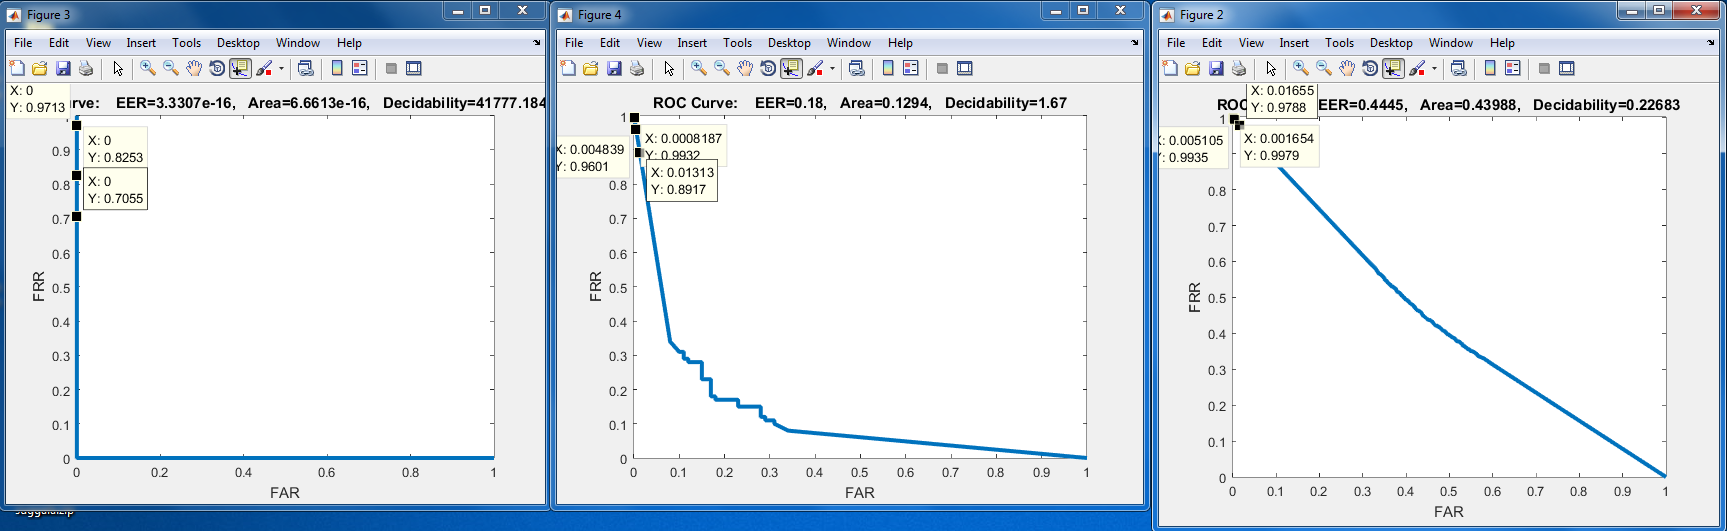 Figure 3
File Edit View Insert Tools Desktop Window Help
X: 0
Y: 0.9713
rve: EER=3.3307e-16, Area=6.6613e-16, Decidability=41777.184
X: 0
Y: 0.8253
X: 0
Y: 0.7055
0.9
0.8
0.7
0.6
0.5
0.4
0.3
0.2
0.1
0
FRR
0 0.2 0.4 0.6 0.8 1
FAR
Figure 4
File Edit View Insert Tools Desktop Window Help
ROC Curve: EER=0.18, Area=0.1294, Decidability=1.67
1
X: 0.0008187
Y: 0.9932
X: 0.004839
Y: 0.9601
X: 0.01313
Y: 0.8917
0.8
0.7
0.6
0.5
0.4
0.3
0.2
0.1
0
FRR
0 0.1 0.2 0.3 0.4 0.5 0.6 0.7 0.8 0.9 1
FAR
Figure 2
File Edit View Insert Tools Desktop Window Help
X: 0.01655
Y: 0.9788
ROC EER=0.4445, Area=0.43988, Decidability=0.22683
1
X: 0.005105
Y: 0.9935
X: 0.001654
Y: 0.9979
0.8
0.7
0.6
0.5
0.4
0.3
0.2
0.1
0
FRR
0 0.1 0.2 0.3 0.4 0.5 0.6 0.7 0.8 0.9 1
FAR